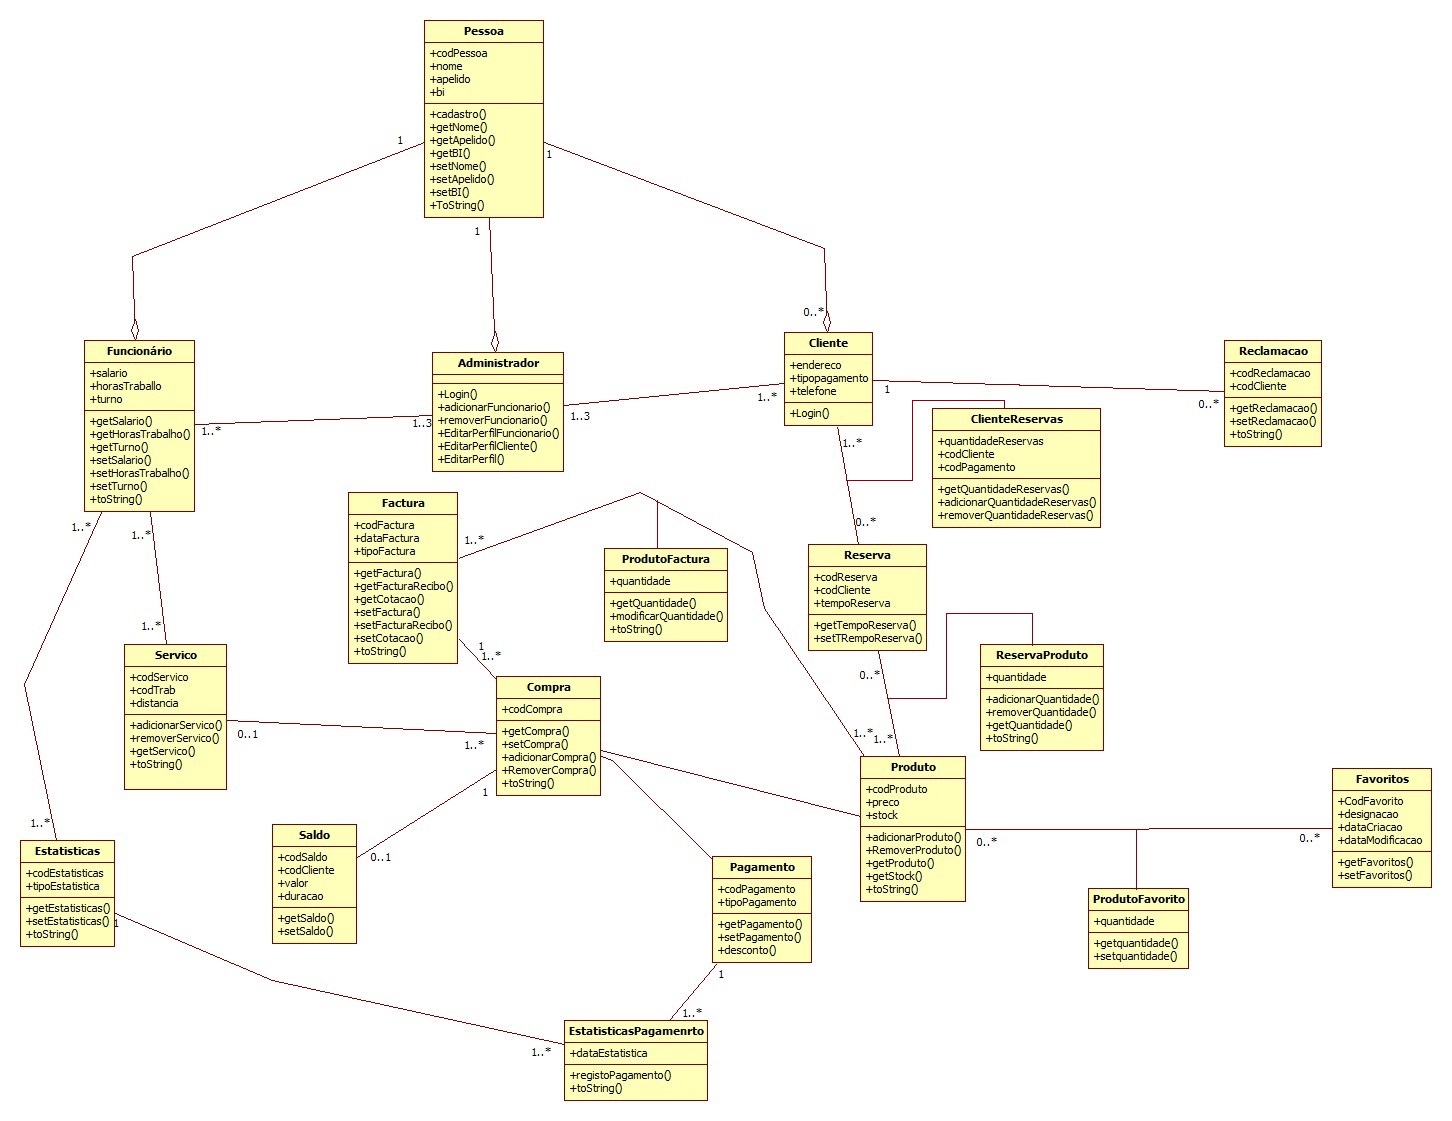 Pessoa
+codPessoa
+nome
+apelido
+bi
+cadastro()
+getNome()
+getApelido()
+getBI()
+setNome()
+setApelido()
+setBI()
+ToString()
1
1
1
0..*
Funcionário
+salario
+horasTraballo
+turno
+getSalario()
+getHorasTrabalho()
+getTurno()
+setSalario()
+setHorasTrabalho()
+setTurno()
+toString()
1..*
1..3
Administrador
+Login()
+adicionarFuncionario()
+removerFuncionario()
+EditarPerfilFuncionario()
+EditarPerfilCliente()
+EditarPerfil()
1..3
1..*
Cliente
+endereco
+tipopagamento
+telefone
+Login()
1
0..*
Reclamacao
+codReclamacao
+codCliente
+getReclamacao()
+setReclamacao()
+toString()
ClienteReservas
+quantidadeReservas
+codCliente
+codPagamento
+getQuantidadeReservas()
+adicionarQuantidadeReservas()
+removerQuantidadeReservas()
1..*
0..*
Factura
+codFactura
+dataFactura
+tipoFactura
+getFactura()
+getFacturaRecibo()
+getCotacao()
+setFactura()
+setFacturaRecibo()
+setCotacao()
+toString()
1..*
ProdutoFactura
+quantidade
+getQuantidade()
+modificarQuantidade()
+toString()
Reserva
+codReserva
+codCliente
+tempoReserva
+getTempoReserva()
+setTRempoReserva()
0..*
1..*
1..*
ReservaProduto
+quantidade
+adicionarQuantidade()
+removerQuantidade()
+getQuantidade()
+toString()
1..*
1..*
1..*
Servico
+codServico
+codTrab
+distancia
+adicionarServico()
+removerServico()
+getServico()
+toString()
0..1
1..*
1
1..*
Compra
+codCompra
+getCompra()
+setCompra()
+adicionarCompra()
+RemoverCompra()
+toString()
1
0..1
Saldo
+codSaldo
+codCliente
+valor
+duracao
+getSaldo()
+setSaldo()
Produto
+codProduto
+preco
+stock
+adicionarProduto()
+RemoverProduto()
+getProduto()
+getStock()
+toString()
0..*
0..*
Favoritos
+CodFavorito
+designacao
+dataCriacao
+dataModificacao
+getFavoritos()
+setFavoritos()
ProdutoFavorito
+quantidade
+getquantidade()
+setquantidade()
1..*
Estatisticas
+codEstatisticas
+tipoEstatistica
+getEstatisticas()
+setEstatisticas()
+toString()
1
Pagamento
+codPagamento
+tipoPagamento
+getPagamento()
+setPagamento()
+desconto()
1
1..*
1..*
EstatisticasPagamenrto
+dataEstatistica
+registoPagamento()
+toString()